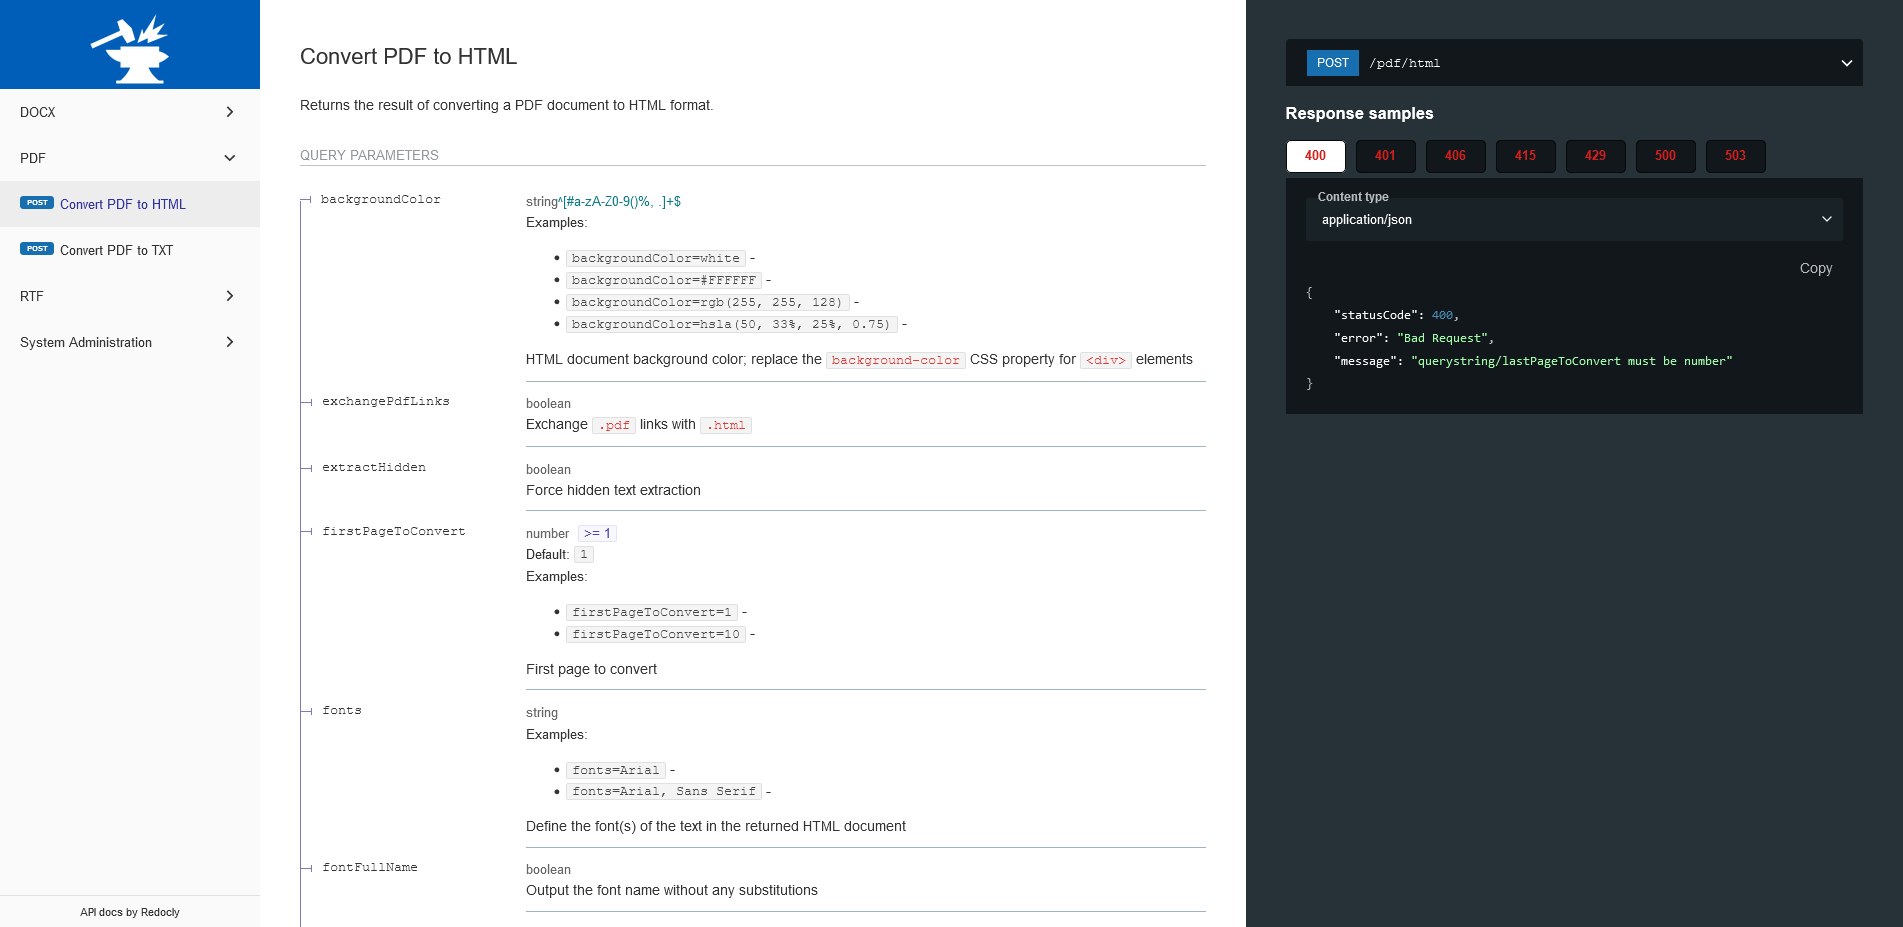 DOCX
PDF
POST Convert PDF to HTML
POST Convert PDF to TXT
RTF
System Administration
API docs by Redocly
Convert PDF to HTML
Returns the result of converting a PDF document to HTML format.
QUERY PARAMETERS
backgroundColor
string^[#a-zA-Z0-9()%, .]+$
Examples:
• backgroundColor=white -
• backgroundColor=#FFFFFF -
• backgroundColor=rgb(255, 255, 128) -
• backgroundColor=hsla(50, 33%, 25%, 0.75) -
HTML document background color; replace the background-color CSS property for <div> elements
exchangePdfLinks
boolean
Exchange .pdf links with .html
extractHidden
boolean
Force hidden text extraction
firstPageToConvert
number >= 1
Default: 1
Examples:
• firstPageToConvert=1 -
• firstPageToConvert=10 -
First page to convert
fonts
string
Examples:
• fonts=Arial -
• fonts=Arial, Sans Serif -
Define the font(s) of the text in the returned HTML document
fontFullName
boolean
Output the font name without any substitutions
POST /pdf/html
Response samples
400 401 406 415 429 500 503
Content type
application/json
Copy
{
"statusCode": 400,
"error": "Bad Request",
"message": "querystring/lastPageToConvert must be number"
}